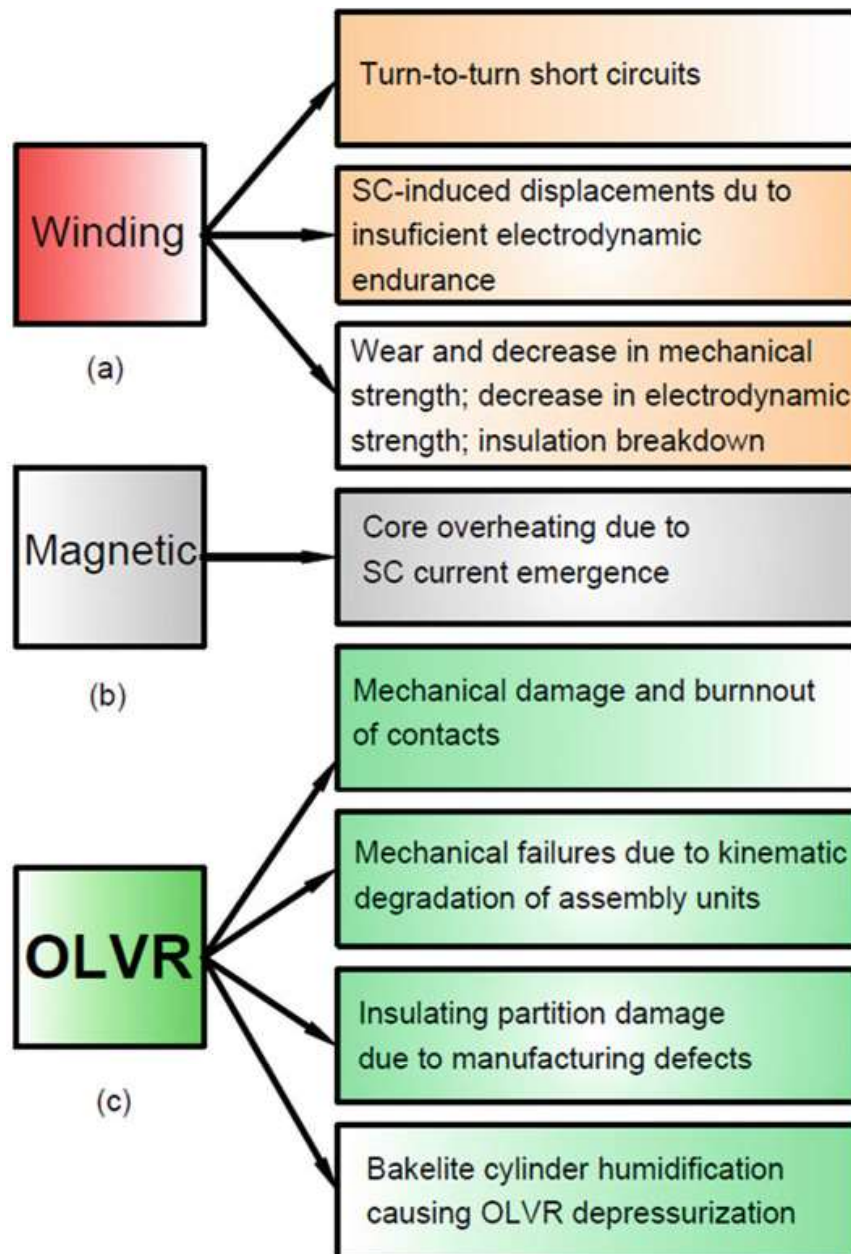 Turn-to-turn short circuits
Winding
SC-induced displacements du to
insuficient electrodynamic
endurance
(a)
Wear and decrease in mechanical
strength; decrease in electrodynamic
strength; insulation breakdown
Magnetic
Core overheating due to
SC current emergence
(b)
Mechanical damage and burnnout
of contacts
Mechanical failures due to kinematic
degradation of assembly units
OLVR
Insulating partition damage
due to manufacturing defects
(c)
Bakelite cylinder humidification
causing OLVR depressurization